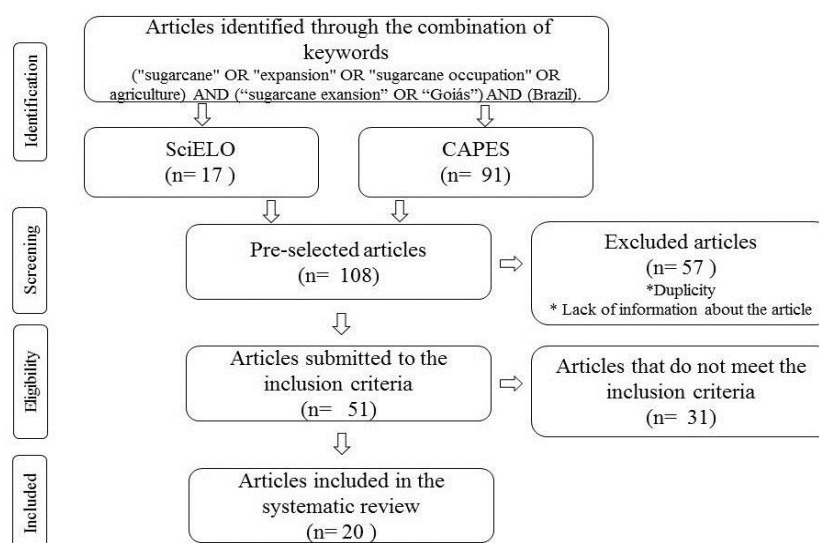 Identification
Articles identified through the combination of
keywords
("sugarcane" OR "expansion" OR "sugarcane occupation" OR
agriculture) AND (“sugarcane exansion” OR “Goiás”) AND (Brazil).
SciELO
(n= 17 )
CAPES
(n= 91)
Screening
Pre-selected articles
(n= 108)
Excluded articles
(n= 57 )
*Duplicity
* Lack of information about the article
Eligibility
Articles submitted to the
inclusion criteria
(n= 51)
Articles that do not meet the
inclusion criteria
(n= 31)
Included
Articles included in the
systematic review
(n= 20 )